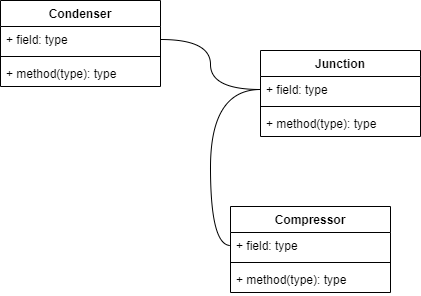 Condenser
+ field: type
+ method(type): type
Junction
+ field: type
+ method(type): type
Compressor
+ field: type
+ method(type): type